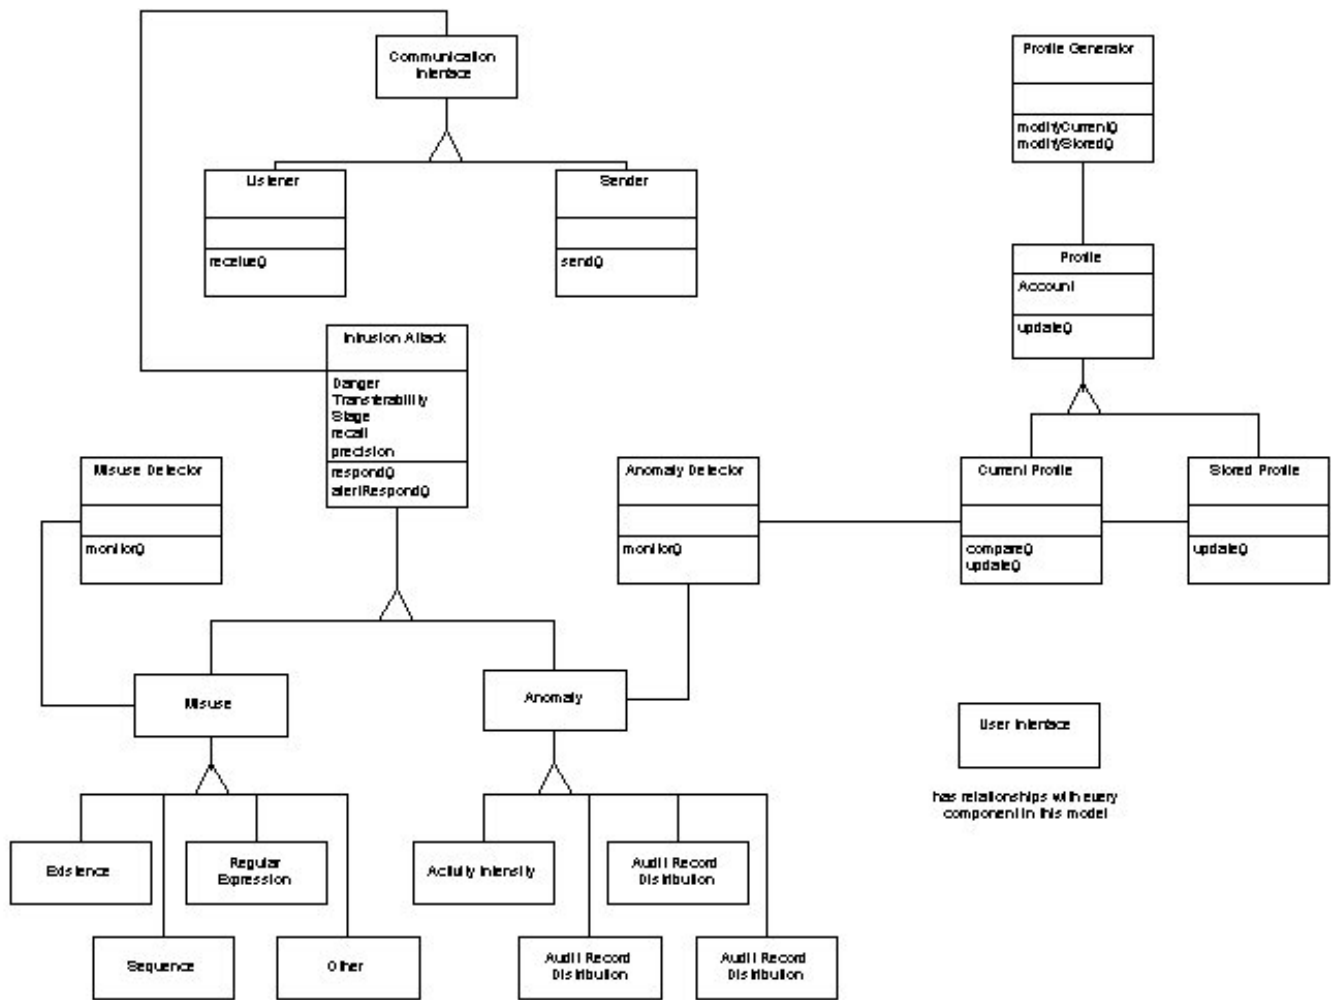 Communication
Interface
Profile Generator
modifyCurrent()
modifyStored()
Listener
receive()
Sender
send()
Profile
Account
update()
Intrusion Attack
Danger
Transferability
Stage
recall
precision
respond()
alertRespond()
Misuse Detector
monitor()
Anomaly Detector
monitor()
Current Profile
compare()
update()
Stored Profile
update()
Misuse
Anomaly
User Interface
has relationships with every
component in this model
Existence
Regular
Expression
Activity Intensity
Audit Record
Distribution
Sequence
Other
Audit Record
Distribution
Audit Record
Distribution